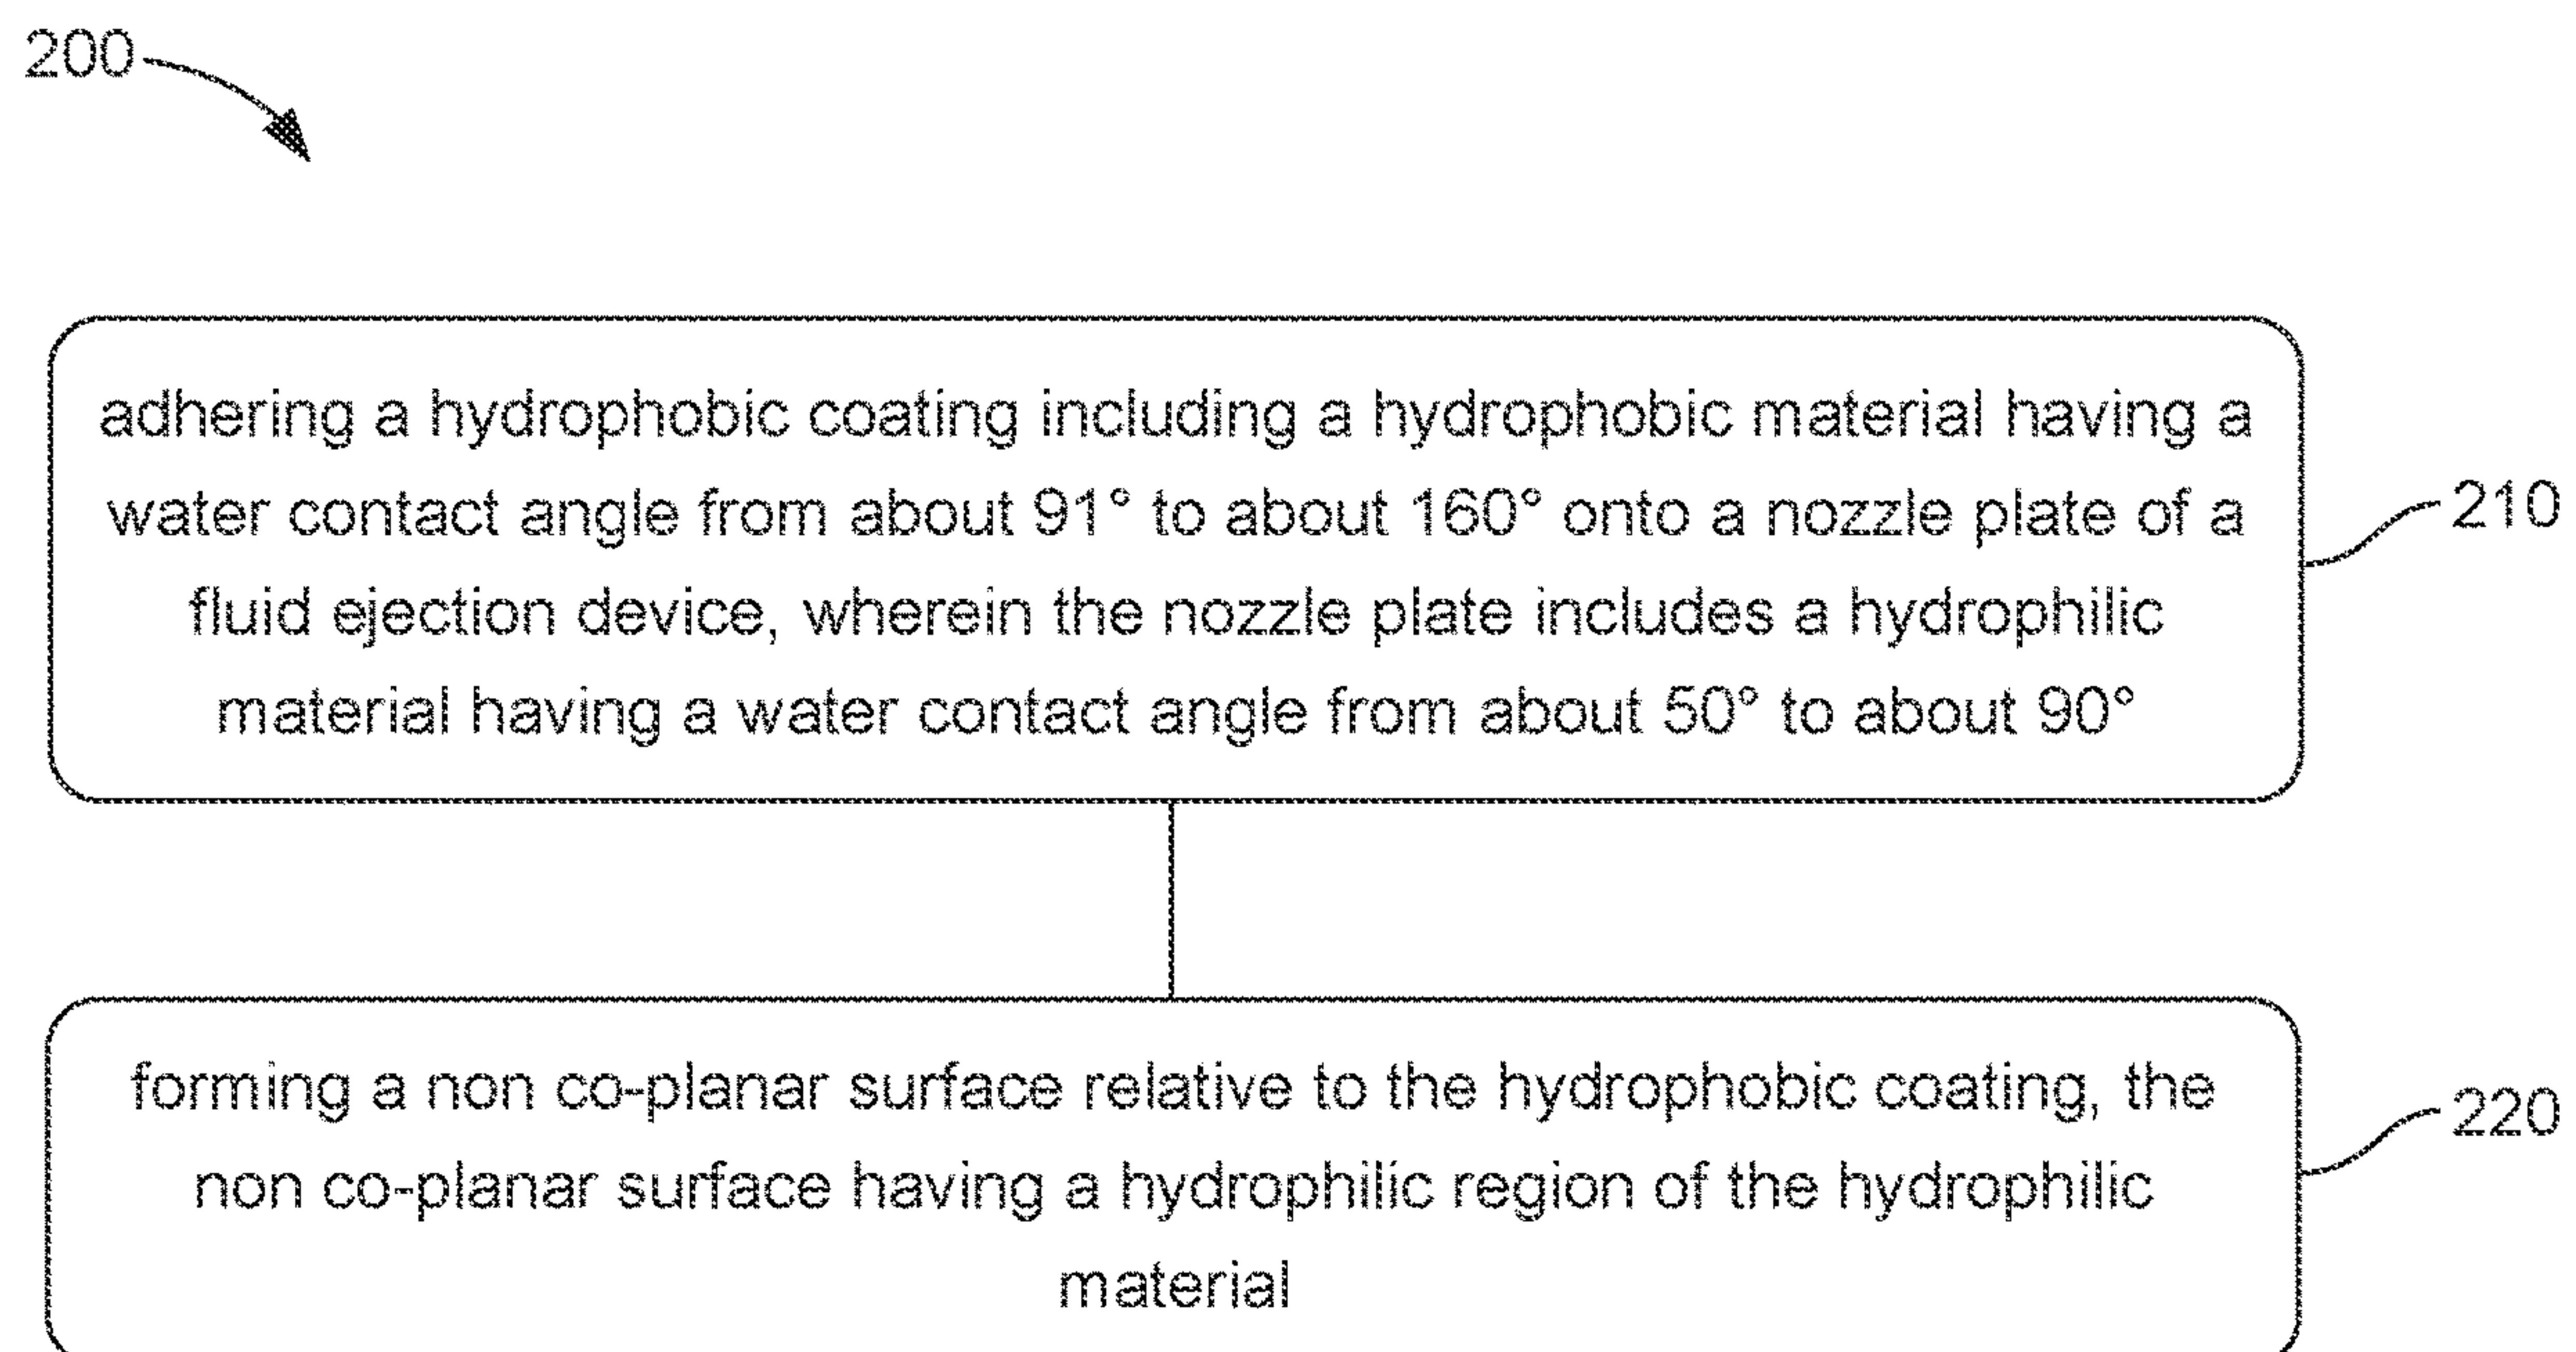 200
adhering a hydrophobic coating including a hydrophobic material having a
water contact angle from about 91° to about 160° onto a nozzle plate of a
fluid ejection device, wherein the nozzle plate includes a hydrophilic
material having a water contact angle from about 50° to about 90°
210
forming a non co-planar surface relative to the hydrophobic coating, the
non co-planar surface having a hydrophilic region of the hydrophilic
material
220